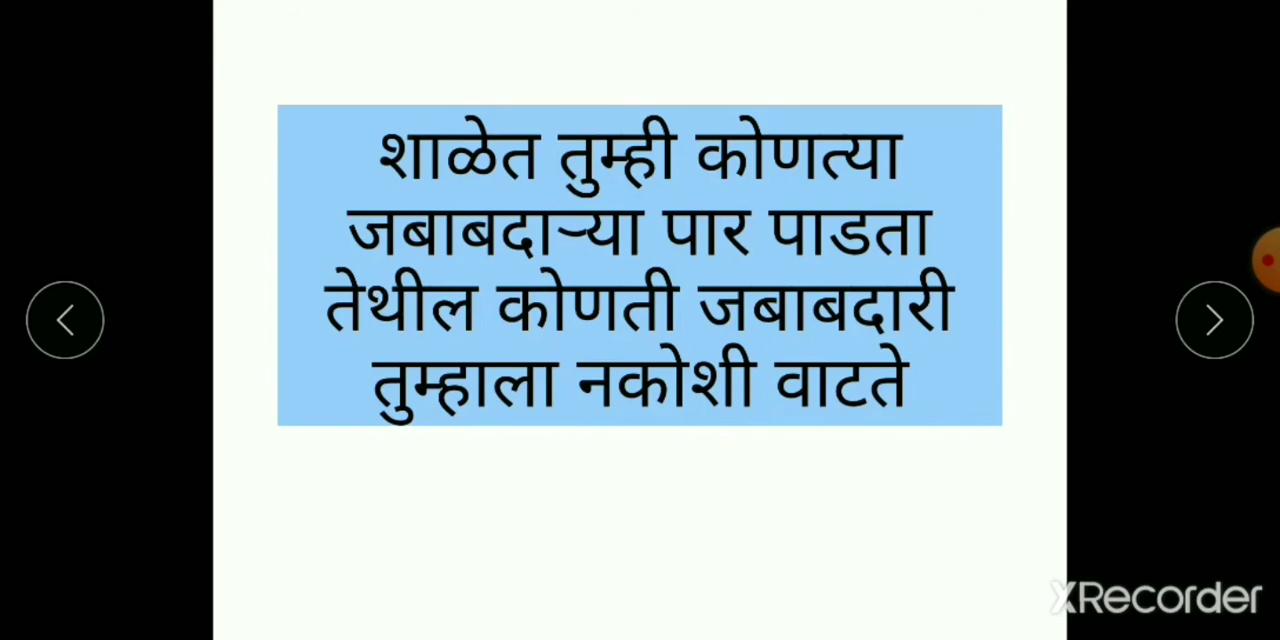 शाळेत तुम्ही कोणत्या
जबाबदाऱ्या पार पाडता
तेथील कोणती जबाबदारी
तुम्हाला नकोशी वाटते
XRecorder